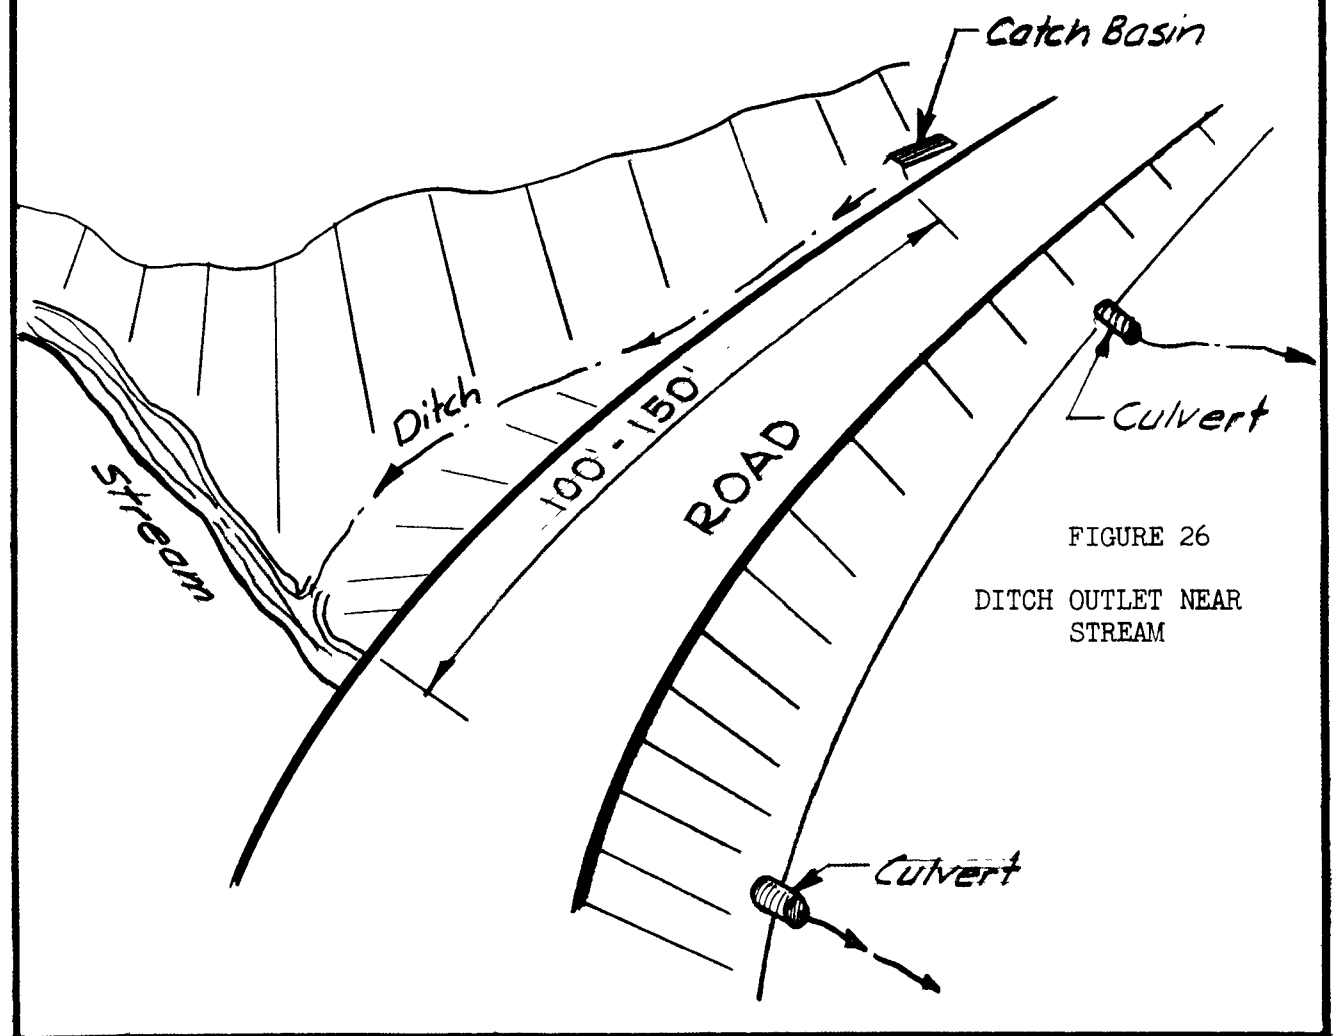 Catch Basin
Ditch
100' - 150'
ROAD
Stream
Culvert
FIGURE 26
DITCH OUTLET NEAR
STREAM
Culvert